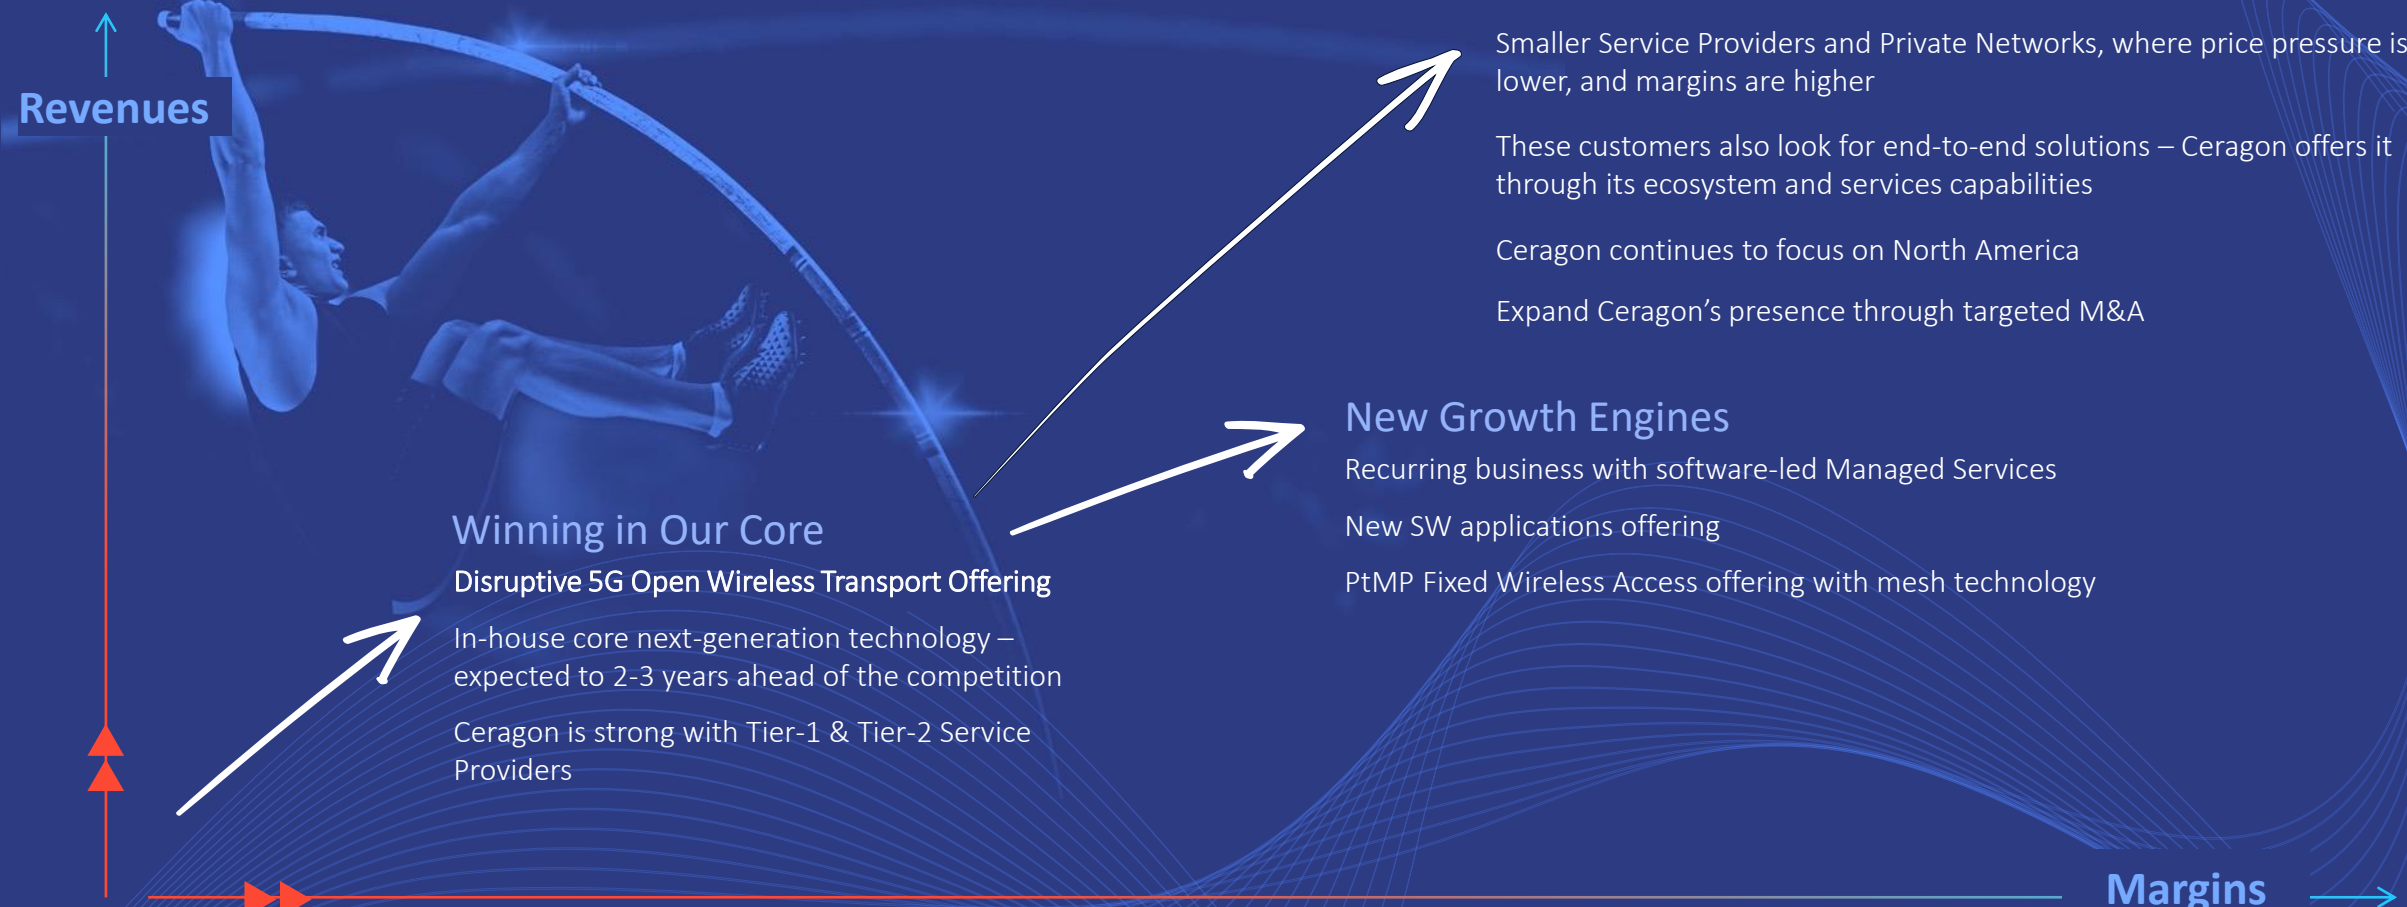 Revenues
Smaller Service Providers and Private Networks, where price pressure is
lower, and margins are higher
These customers also look for end-to-end solutions – Ceragon offers it
through its ecosystem and services capabilities
Ceragon continues to focus on North America
Expand Ceragon’s presence through targeted M&A
New Growth Engines
Recurring business with software-led Managed Services
New SW applications offering
PtMP Fixed Wireless Access offering with mesh technology
Winning in Our Core
Disruptive 5G Open Wireless Transport Offering
In-house core next-generation technology –
expected to 2-3 years ahead of the competition
Ceragon is strong with Tier-1 & Tier-2 Service
Providers
Margins